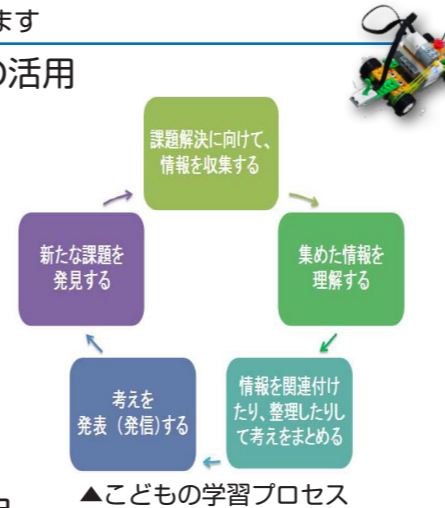 ます
の活用
課題解決に向けて、
情報を収集する
新たな課題を
発見する
集めた情報を
理解する
考えを
発表（発信）する
情報を関連付け
たり、整理したりし
て考えをまとめる
▲こどもの学習プロセス